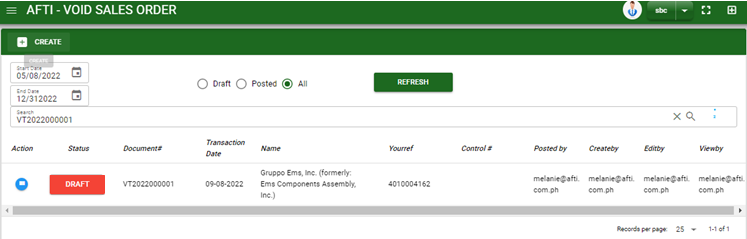 AFTI - VOID SALES ORDER
sbc
CREATE
CREATE
Start Date
05/08/2022
End Date
12/312022
Draft
Posted
All
REFRESH
Search
VT2022000001
Action Status Document# Transaction Date Name Yourref Control # Posted by Createby Editby Viewby
DRAFT VT2022000001 09-08-2022 Gruppo Ems, Inc. (formerly: Ems Components Assembly, Inc.) 4010004162 melanie@afti.com.ph melanie@afti.com.ph melanie@afti.com.ph melanie@afti.com.ph
Records per page: 25 1-1 of 1